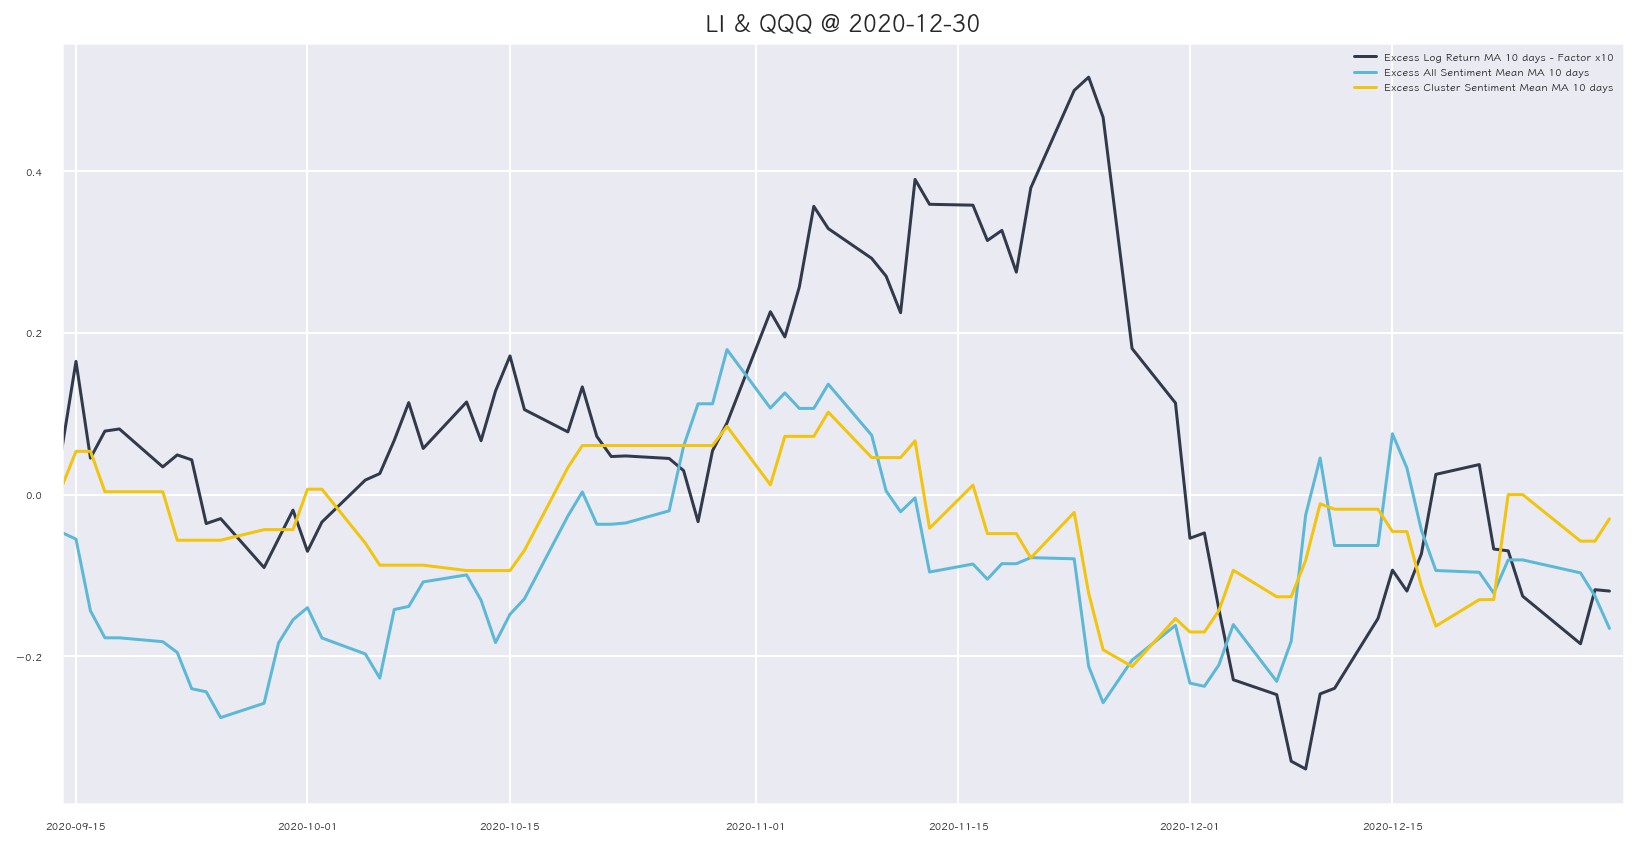 LI & QQQ @ 2020-12-30
Excess Log Return MA 10 days - Factor x10
Excess All Sentiment Mean MA 10 days
Excess Cluster Sentiment Mean MA 10 days
0.4
0.2
0.0
−0.2
2020-09-15
2020-10-01
2020-10-15
2020-11-01
2020-11-15
2020-12-01
2020-12-15